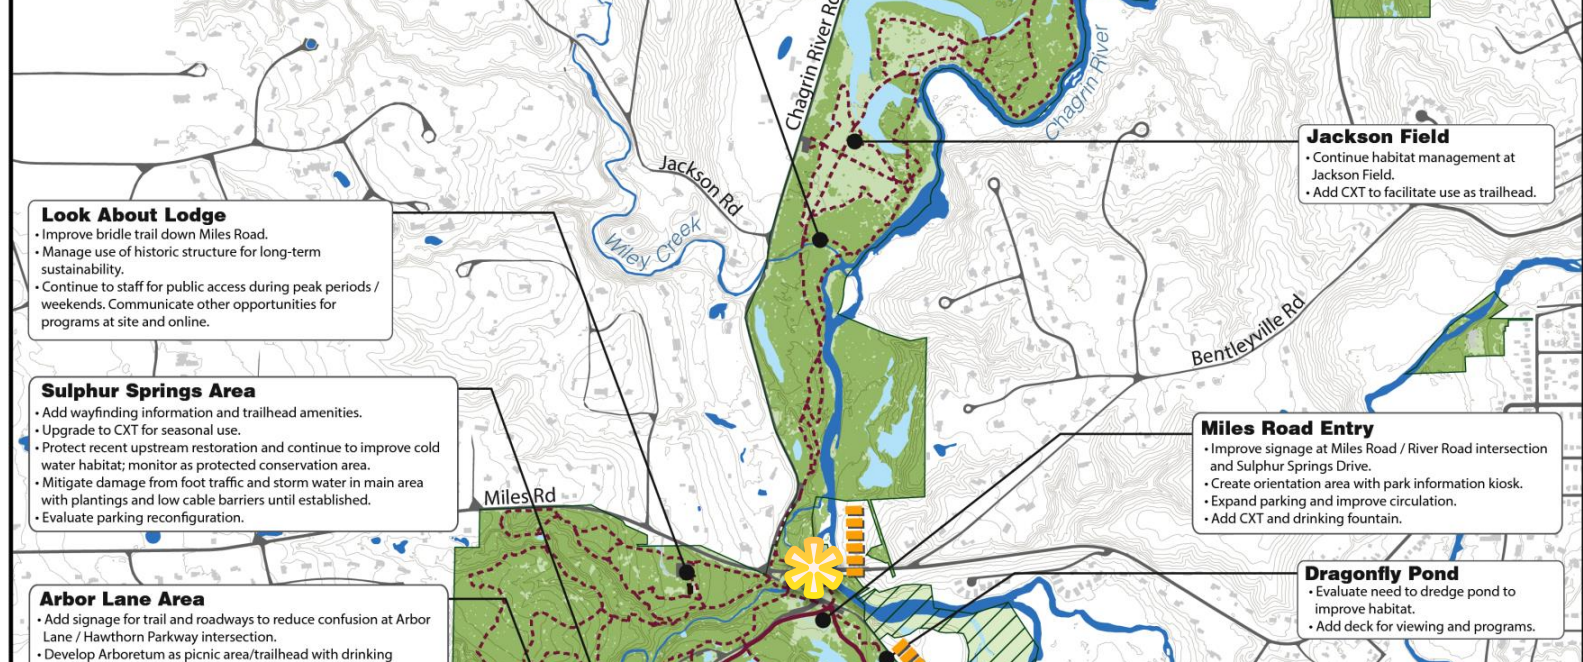 Chagrin River Ro
Chagrin River
Jackson Field
• Continue habitat management at
Jackson Field.
• Add CXT to facilitate use as trailhead.
Jackson Rd
Wiley Creek
Look About Lodge
• Improve bridle trail down Miles Road.
• Manage use of historic structure for long-term
sustainability.
• Continue to staff for public access during peak periods /
weekends. Communicate other opportunities for
programs at site and online.
Bentleyville Rd
Sulphur Springs Area
• Add wayfinding information and trailhead amenities.
• Upgrade to CXT for seasonal use.
• Protect recent upstream restoration and continue to improve cold
water habitat; monitor as protected conservation area.
• Mitigate damage from foot traffic and storm water in main area
with plantings and low cable barriers until established.
• Evaluate parking reconfiguration.
Miles Rd
Miles Road Entry
• Improve signage at Miles Road / River Road intersection
and Sulphur Springs Drive.
• Create orientation area with park information kiosk.
• Expand parking and improve circulation.
• Add CXT and drinking fountain.
Dragonfly Pond
• Evaluate need to dredge pond to
improve habitat.
• Add deck for viewing and programs.
Arbor Lane Area
• Add signage for trail and roadways to reduce confusion at Arbor
Lane / Hawthorn Parkway intersection.
• Develop Arboretum as picnic area/trailhead with drinking